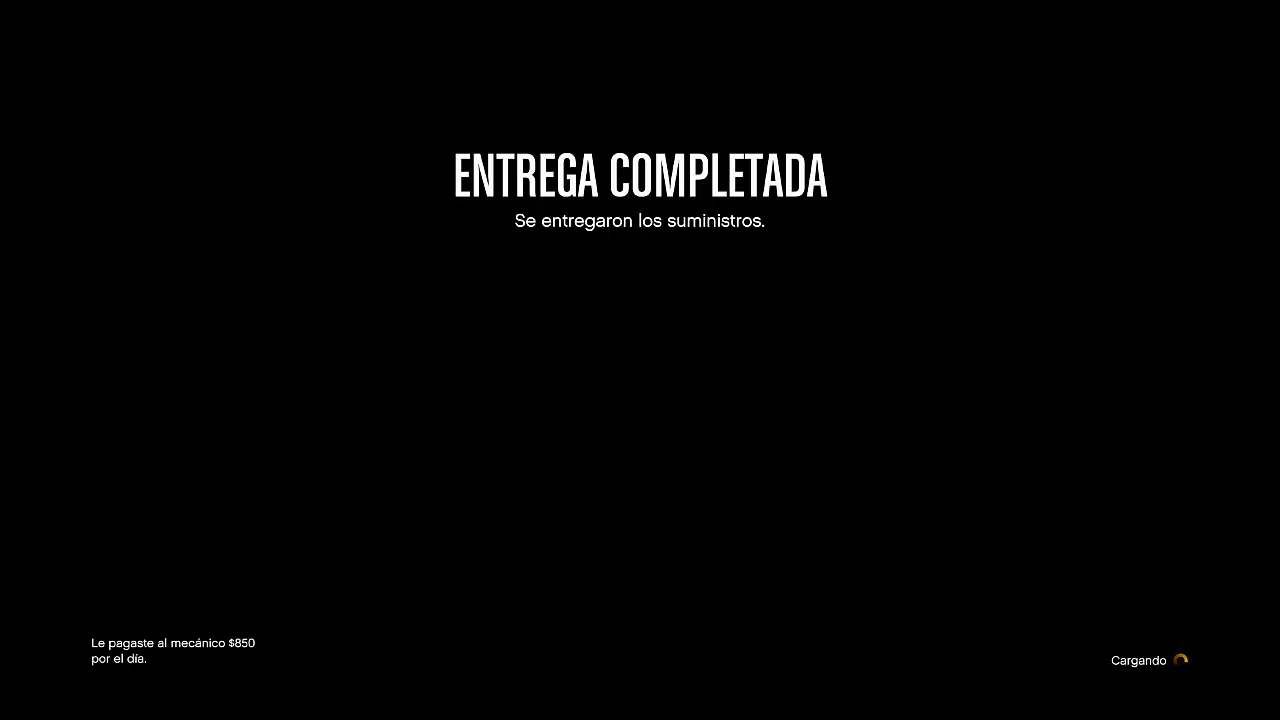 ENTREGA COMPLETADA
Se entregaron los suministros.
Le pagaste al mecánico $850
por el día.
Cargando